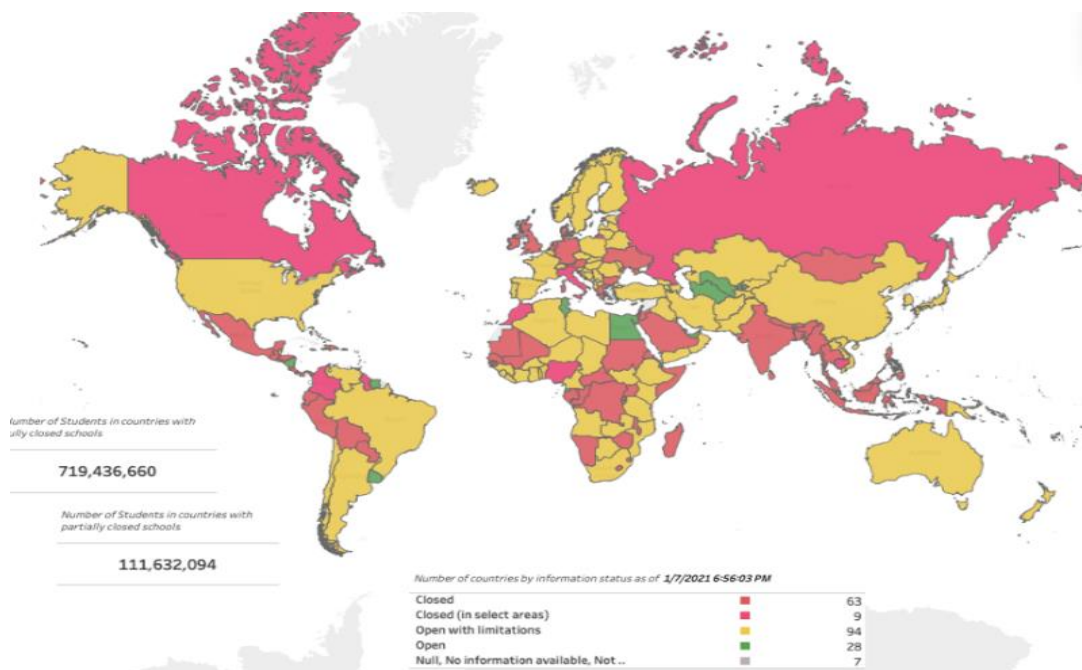 umber of Students in countries with
ully closed schools
719,436,660
Number of Students in countries with
partially closed schools
111,632,094
Number of countries by information status as of 1/7/2021 6:56:03 PM
Closed 63
Closed (in select areas) 9
Open with limitations 94
Open 28
Null, No information available, Not .. 7